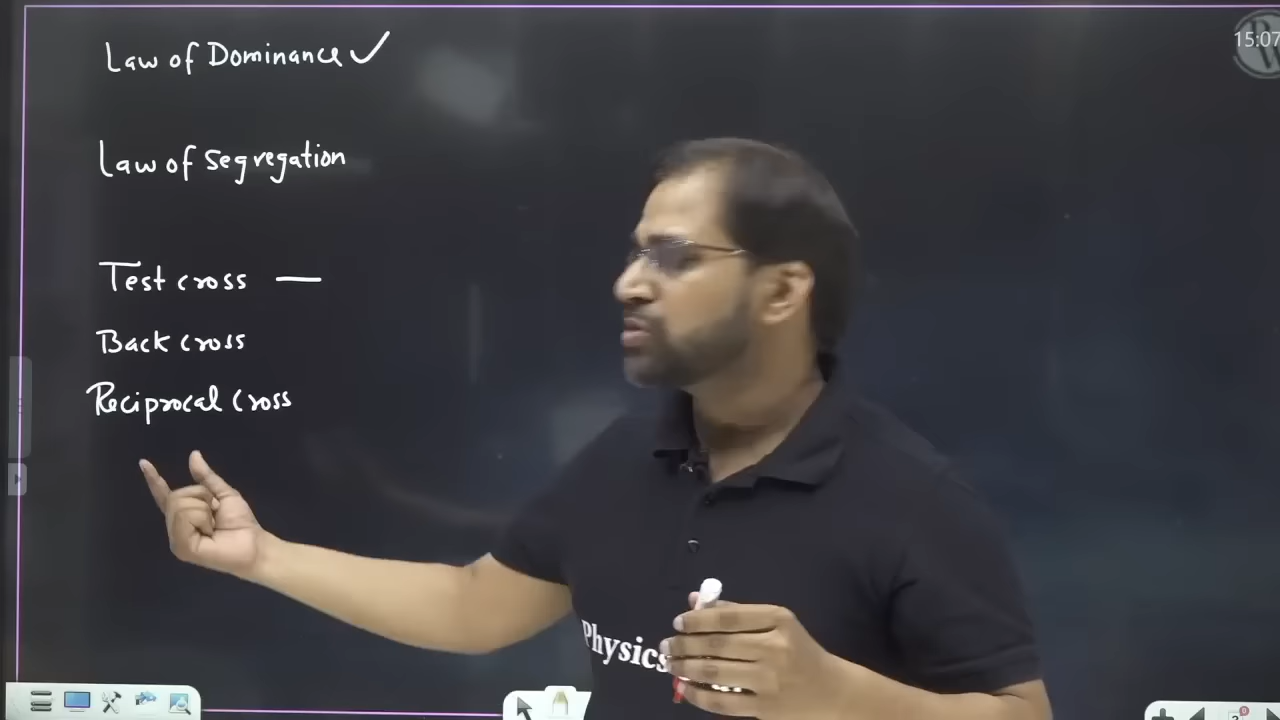 Law of Dominance ✓
15:07
Law of Segregation
Test cross —
Back cross
Reciprocal Cross
Physics